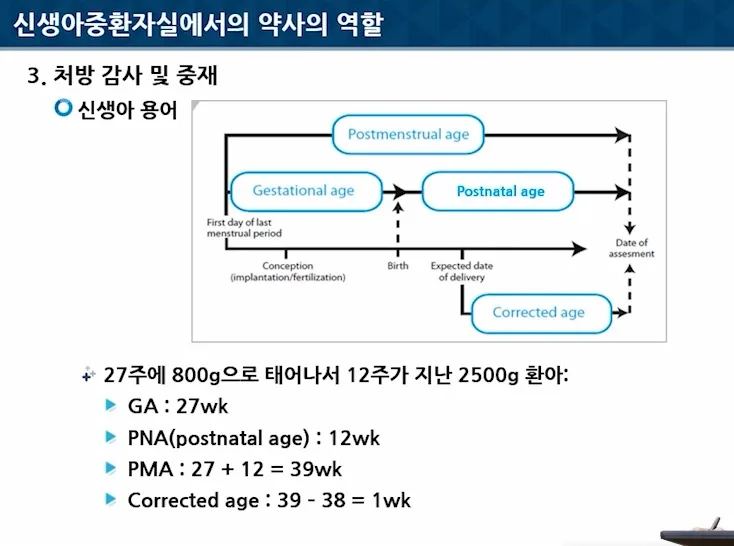 신생아중환자실에서의 약사의 역할
3. 처방 감사 및 중재
신생아 용어
Postmenstrual age
Gestational age
Postnatal age
First day of last
menstrual period
Date of
assesment
Conception
(implantation/fertilization)
Birth
Expected date
of delivery
Corrected age
27주에 800g으로 태어나서 12주가 지난 2500g 환아:
GA : 27wk
PNA(postnatal age) : 12wk
PMA : 27 + 12 = 39wk
Corrected age : 39 – 38 = 1wk